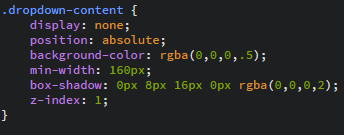 .dropdown-content {
    display: none;
    position: absolute;
    background-color: rgba(0,0,0,.5);
    min-width: 160px;
    box-shadow: 0px 8px 16px 0px rgba(0,0,0,2);
    z-index: 1;
}